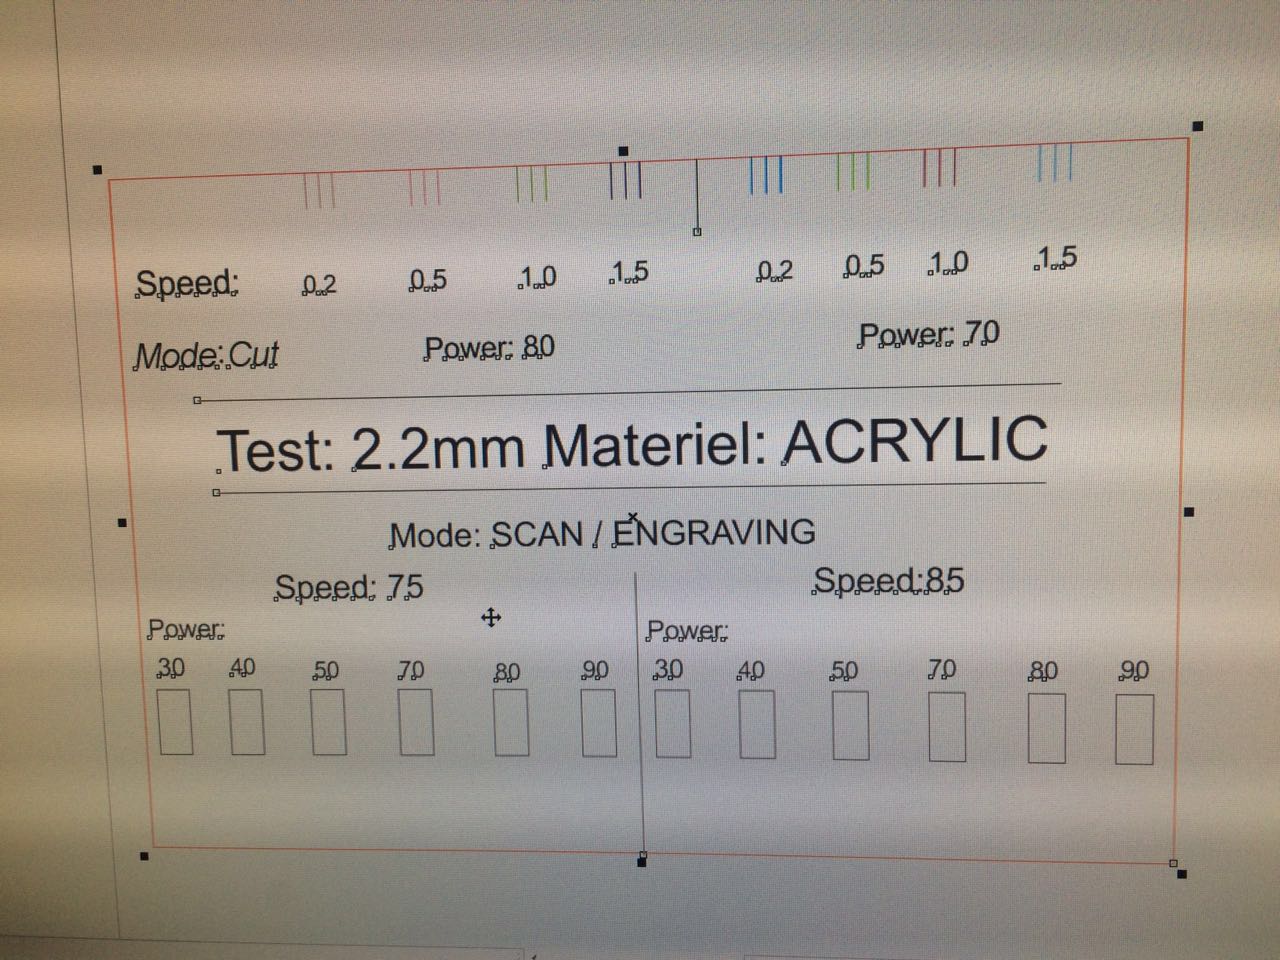 Speed: 0.2 0.5 1.0 1.5 0.2 0.5 1.0 1.5
Mode: Cut Power: 80 Power: 70
Test: 2.2mm Materiel: ACRYLIC
Mode: SCAN / ENGRAVING
Speed: 75 Speed:85
Power: Power:
30 40 50 70 80 90 30 40 50 70 80 90